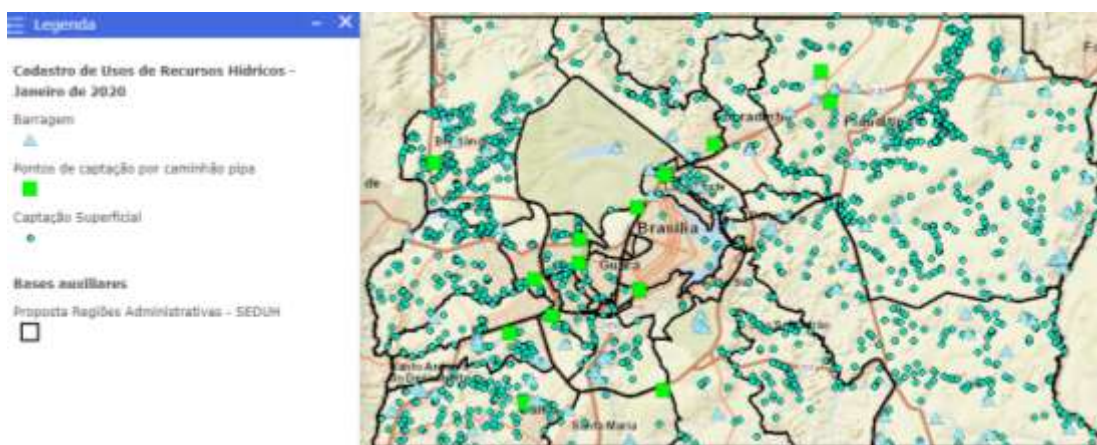 Legenda
Cadastro de Usos de Recursos Hídricos -
Janeiro de 2020
Barragem
Pontos de captação por caminhão pipa
Captação Superficial
Bases auxiliares
Proposta Regiões Administrativas - SEDUH
de
Brasília
Guará
Santa Maria